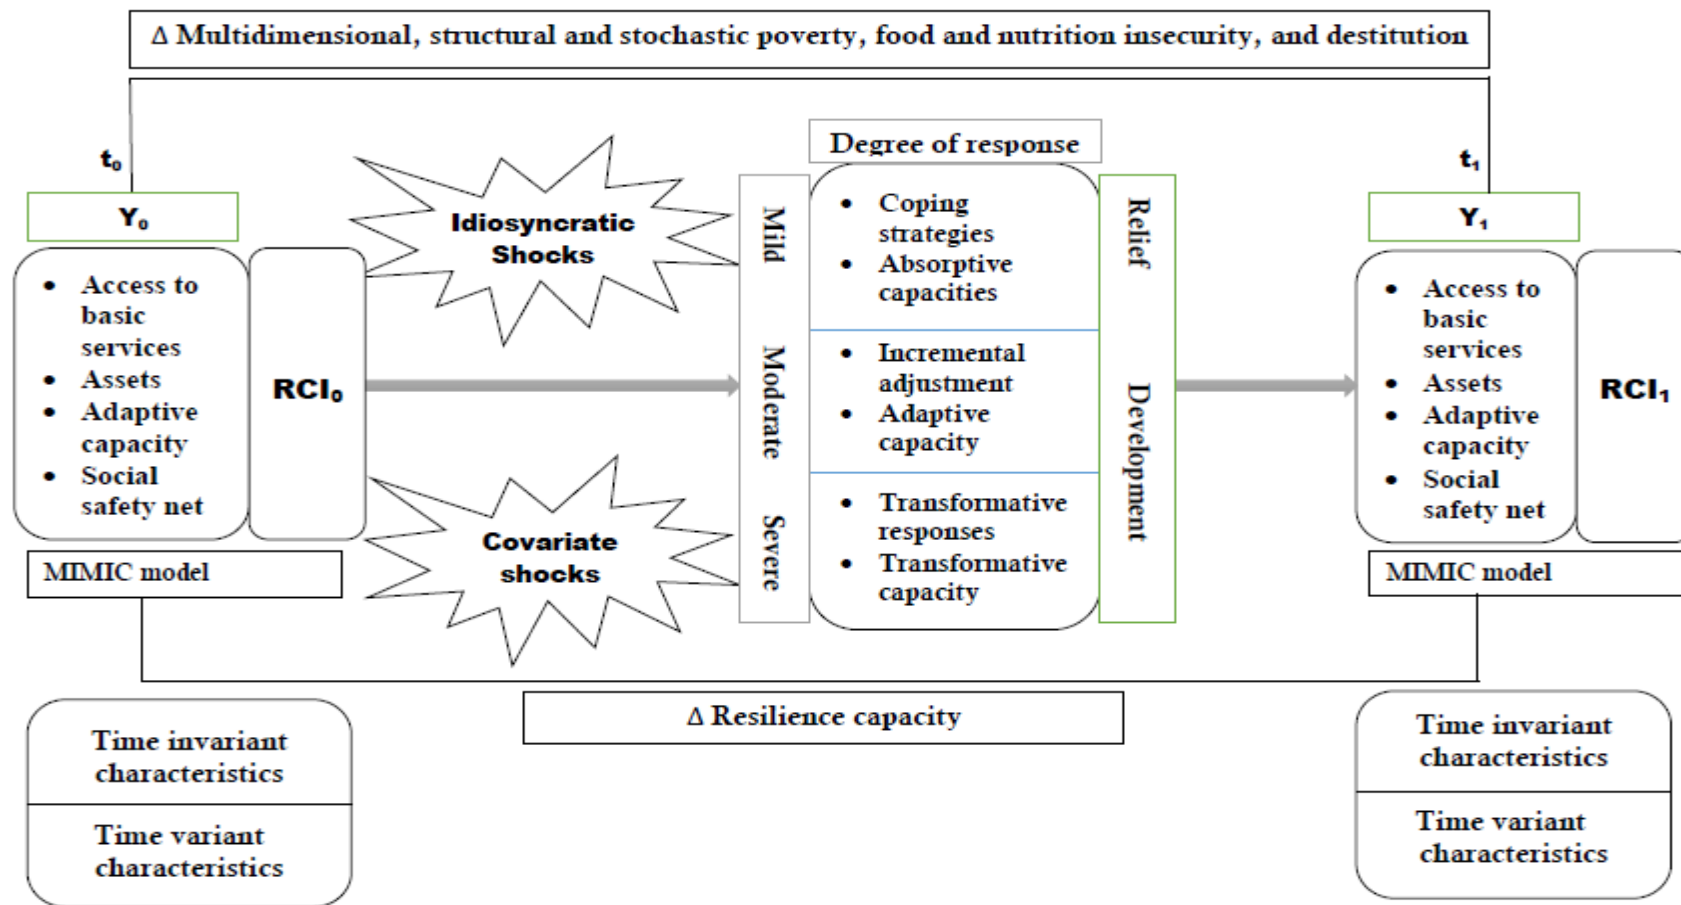 Δ Multidimensional, structural and stochastic poverty, food and nutrition insecurity, and destitution
t₀
t₁
Y₀
• Access to
basic
services
• Assets
• Adaptive
capacity
• Social
safety net
RCI₀
MIMIC model
Idiosyncratic
Shocks
Covariate
shocks
Degree of response
Mild
Moderate
Severe
• Coping
strategies
• Absorptive
capacities
• Incremental
adjustment
• Adaptive
capacity
• Transformative
responses
• Transformative
capacity
Relief
Development
Y₁
• Access to
basic
services
• Assets
• Adaptive
capacity
• Social
safety net
RCI₁
MIMIC model
Δ Resilience capacity
Time invariant
characteristics
Time variant
characteristics
Time invariant
characteristics
Time variant
characteristics